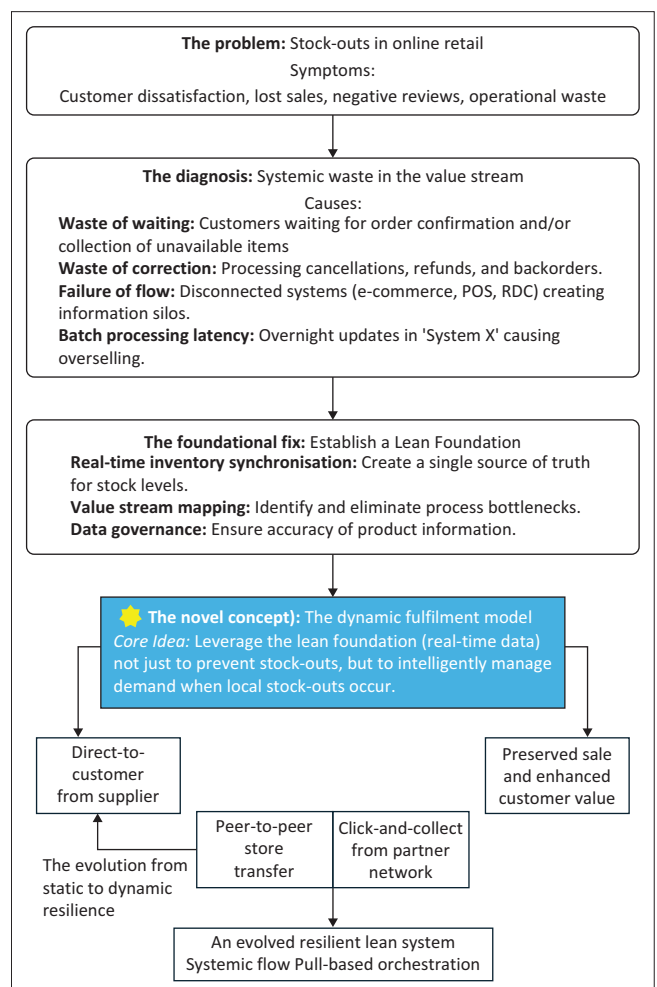 The problem: Stock-outs in online retail
Symptoms:
Customer dissatisfaction, lost sales, negative reviews, operational waste
The diagnosis: Systemic waste in the value stream
Causes:
Waste of waiting: Customers waiting for order confirmation and/or
collection of unavailable items
Waste of correction: Processing cancellations, refunds, and backorders.
Failure of flow: Disconnected systems (e-commerce, POS, RDC) creating
information silos.
Batch processing latency: Overnight updates in 'System X' causing
overselling.
The foundational fix: Establish a Lean Foundation
Real-time inventory synchronisation: Create a single source of truth
for stock levels.
Value stream mapping: Identify and eliminate process bottlenecks.
Data governance: Ensure accuracy of product information.
The novel concept): The dynamic fulfilment model
Core Idea: Leverage the lean foundation (real-time data)
not just to prevent stock-outs, but to intelligently manage
demand when local stock-outs occur.
Direct-to-
customer
from supplier
Preserved sale
and enhanced
customer value
Peer-to-peer
store
transfer
Click-and-collect
from partner
network
The evolution from
static to dynamic
resilience
An evolved resilient lean system
Systemic flow Pull-based orchestration